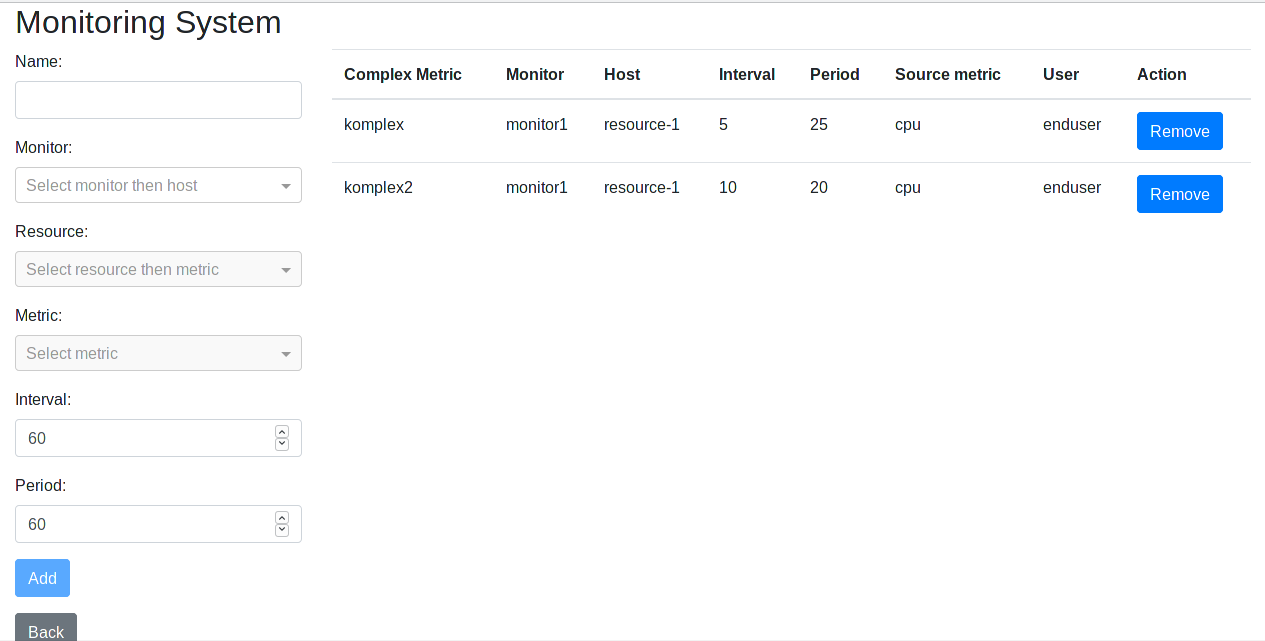 Monitoring System
Name:
Monitor:
Select monitor then host
Resource:
Select resource then metric
Metric:
Select metric
Interval:
60
Period:
60
Add
Back
Complex Metric Monitor Host Interval Period Source metric User Action
komplex monitor1 resource-1 5 25 cpu enduser Remove
komplex2 monitor1 resource-1 10 20 cpu enduser Remove